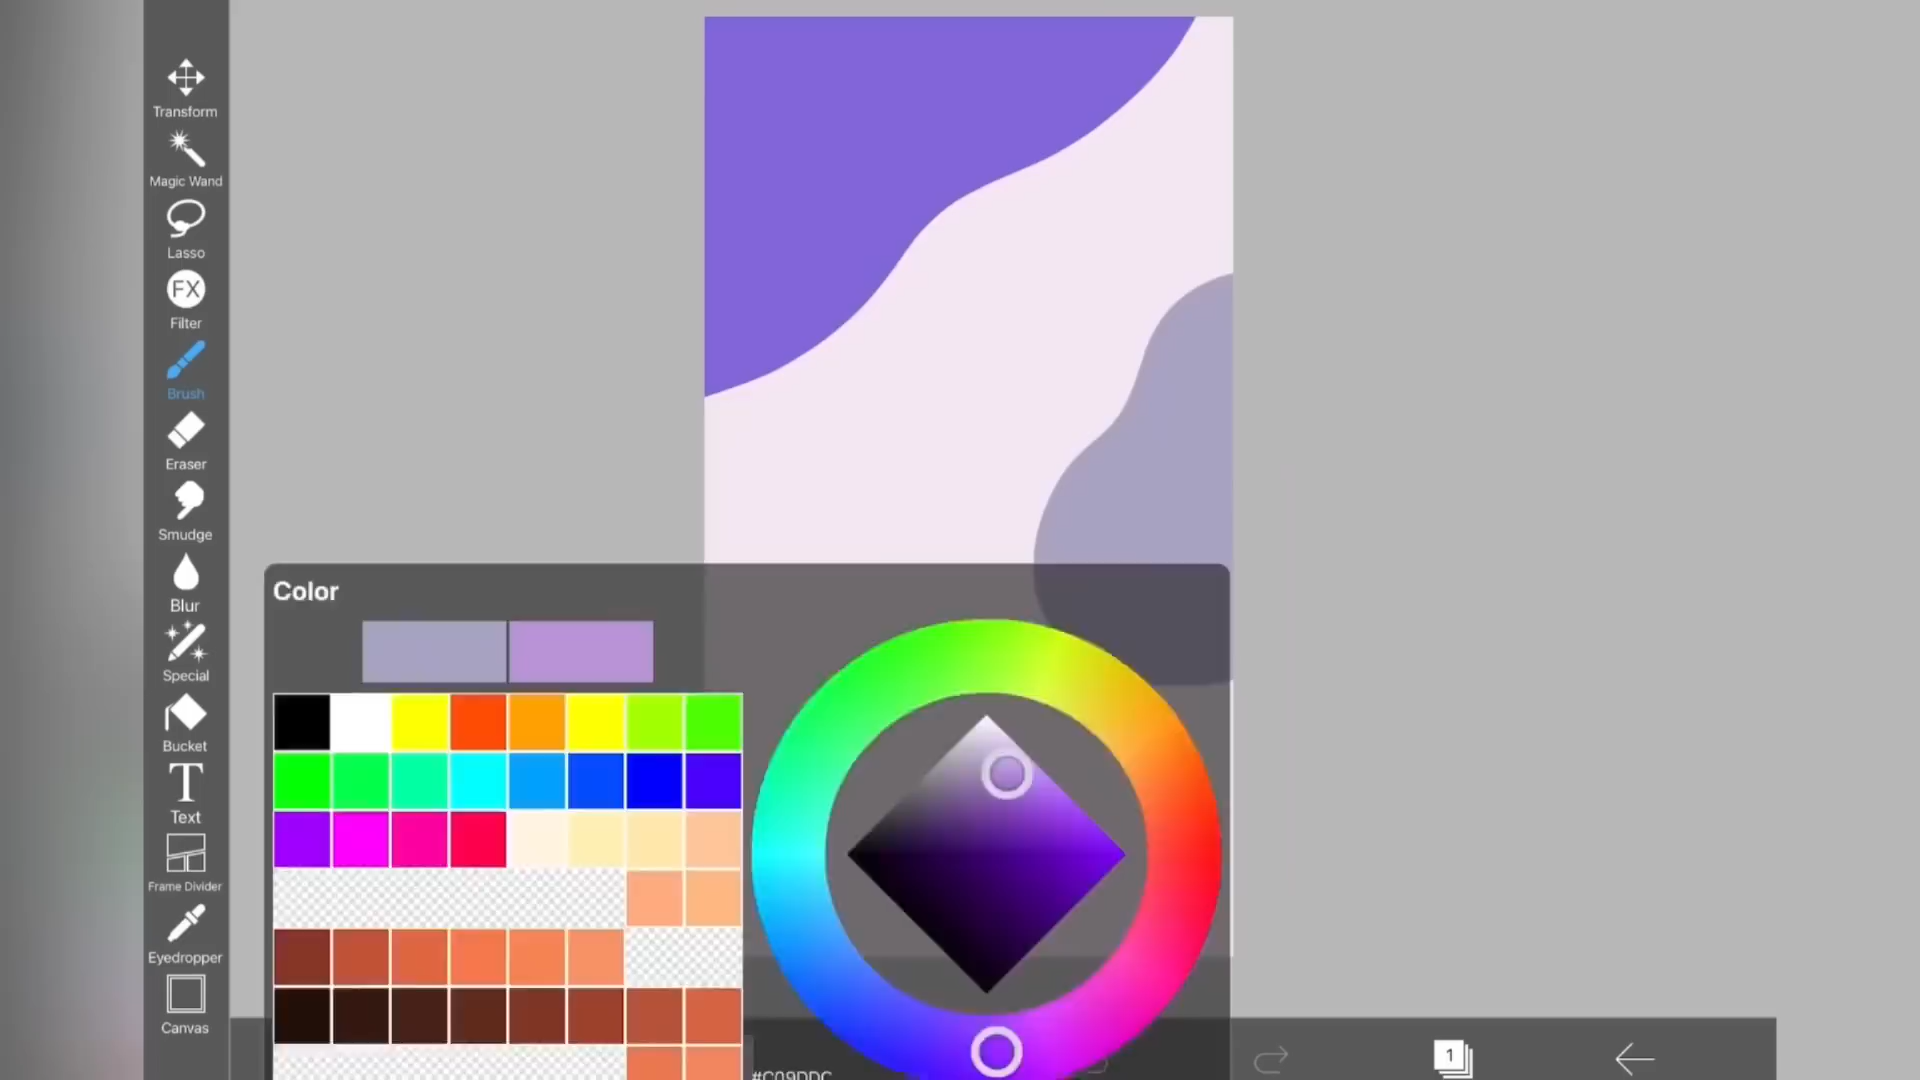 Transform
Magic Wand
Lasso
FX
Filter
Brush
Eraser
Smudge
Blur
Special
Bucket
T
Text
Frame Divider
Eyedropper
Canvas
Color
#C09DDC
1